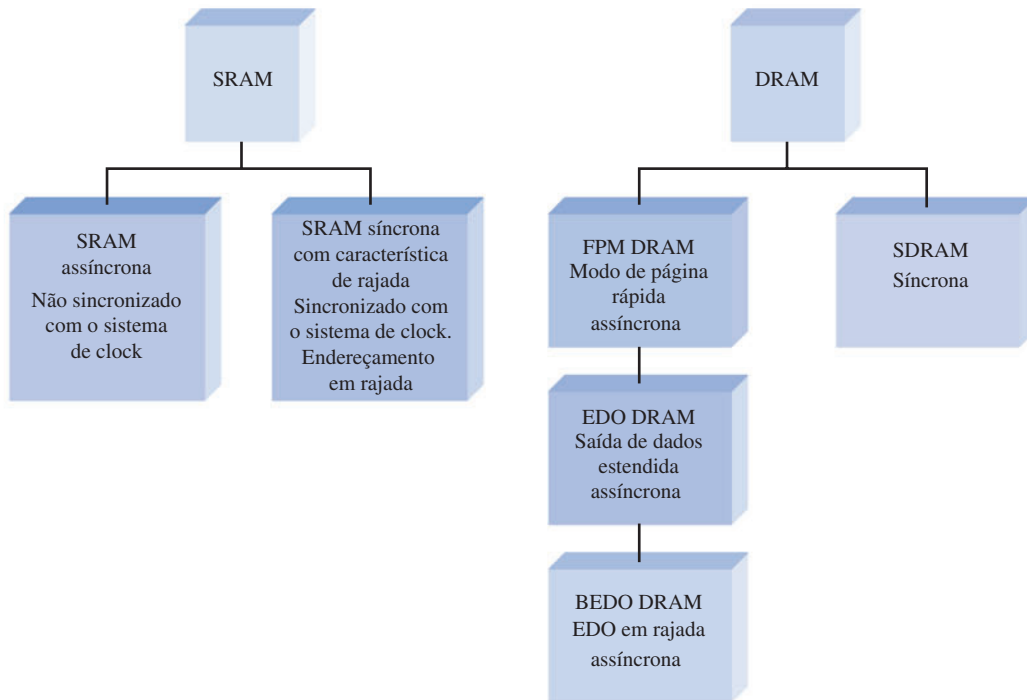 SRAM
SRAM
assíncrona
Não sincronizado
com o sistema
de clock
SRAM síncrona
com característica
de rajada
Sincronizado com
o sistema de clock.
Endereçamento
em rajada
DRAM
FPM DRAM
Modo de página
rápida
assíncrona
EDO DRAM
Saída de dados
estendida
assíncrona
BEDO DRAM
EDO em rajada
assíncrona
SDRAM
Síncrona